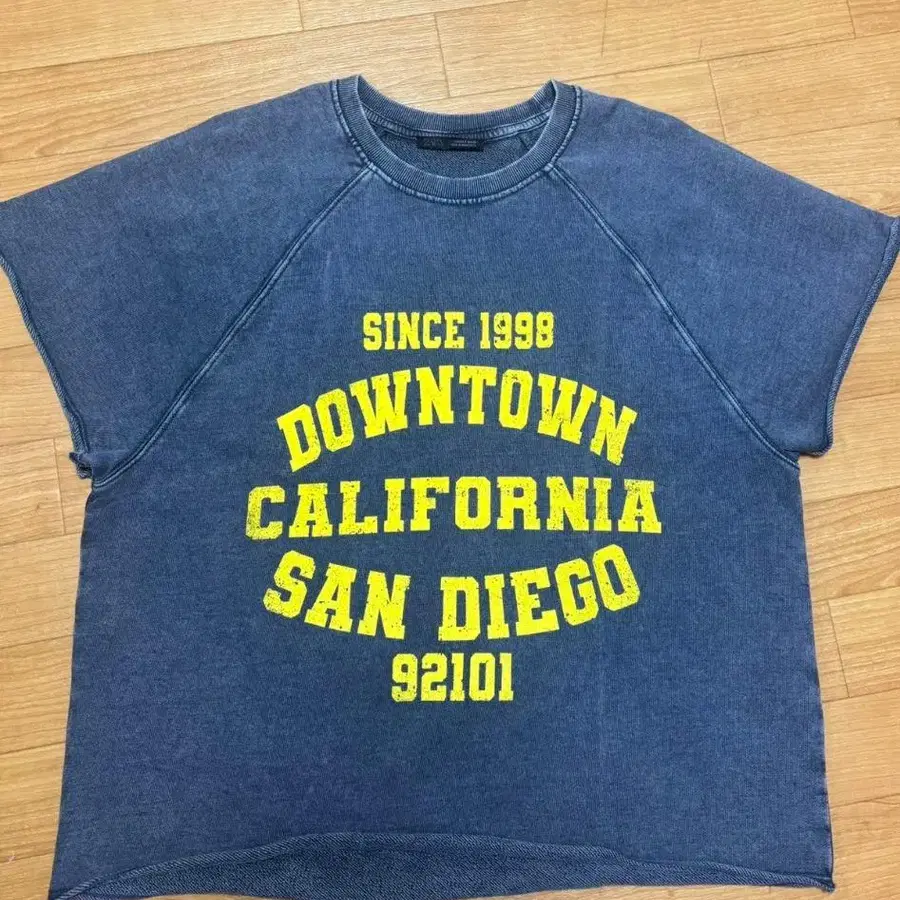 SINCE 1998
DOWNTOWN
CALIFORNIA
SAN DIEGO
92101